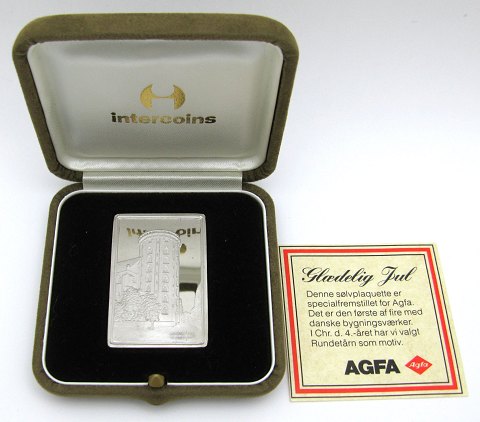 intercoins
intercoin
Glædelig Jul
Denne sølvplaquette er
specialfremstillet for Agfa.
Det er den første af fire med
danske bygningsværker.
I Chr. d. 4.-året har vi valgt
Rundetårn som motiv.
AGFA Agfa